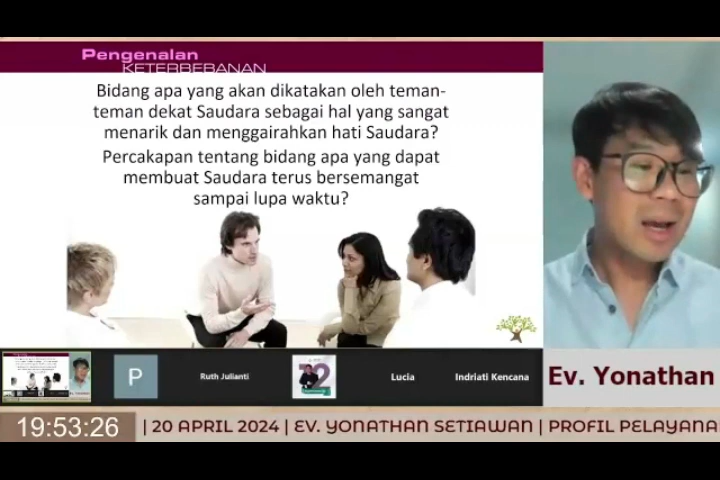 Pengenalan
KETERBEBANAN
Bidang apa yang akan dikatakan oleh teman-
teman dekat Saudara sebagai hal yang sangat
menarik dan menggairahkan hati Saudara?
Percakapan tentang bidang apa yang dapat
membuat Saudara terus bersemangat
sampai lupa waktu?
P
Ruth Julianti
Lucia
Indriati Kencana
Ev. Yonathan
19:53:26
| 20 APRIL 2024 | EV. YONATHAN SETIAWAN | PROFIL PELAYANA